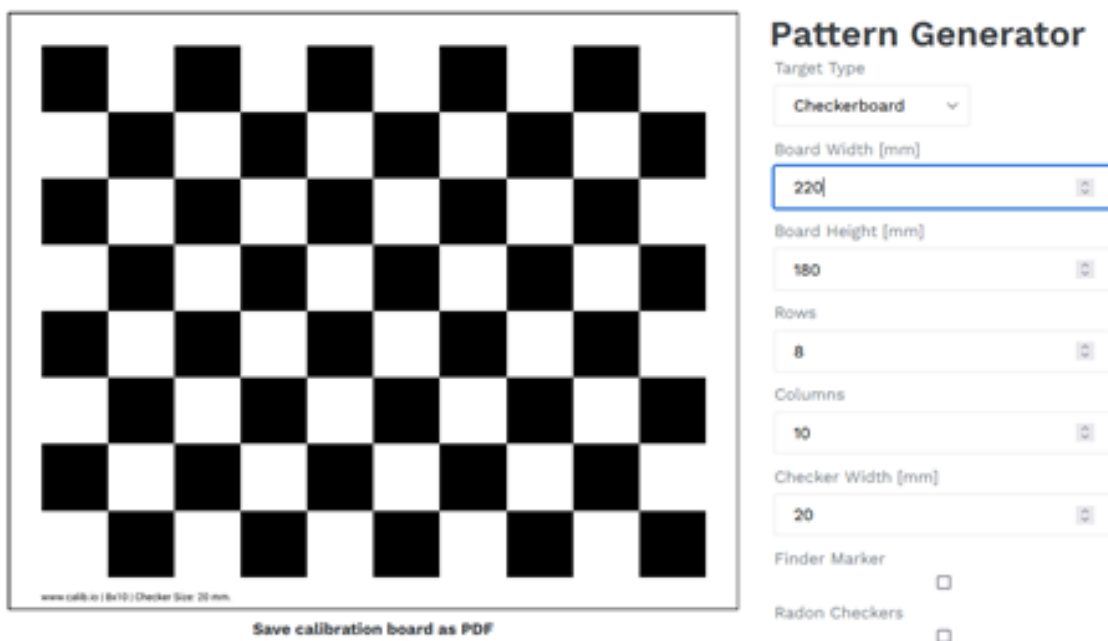 Pattern Generator
Target Type
Checkerboard
Board Width [mm]
220
Board Height [mm]
180
Rows
8
Columns
10
Checker Width [mm]
20
Finder Marker
Radon Checkers
www.calib.io | 8x10 | Checker Size: 20 mm.
Save calibration board as PDF